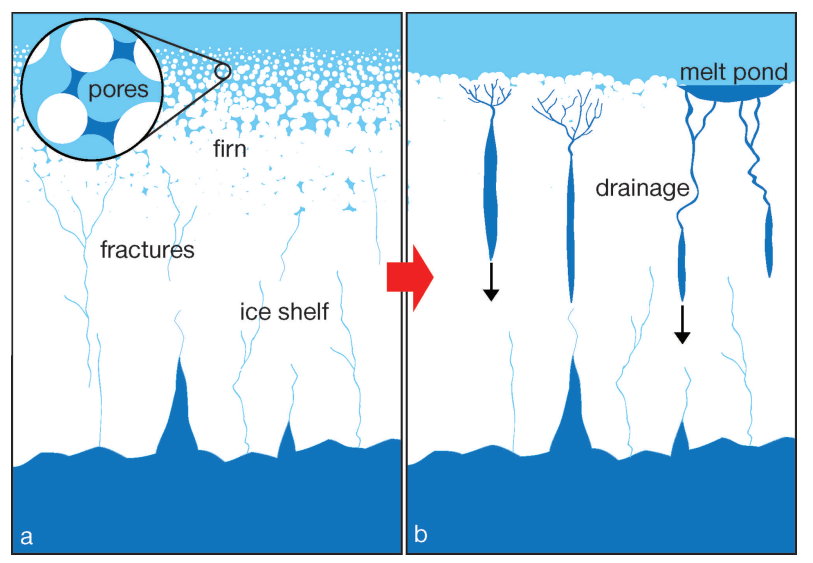 pores
firn
fractures
ice shelf
a
melt pond
drainage
b